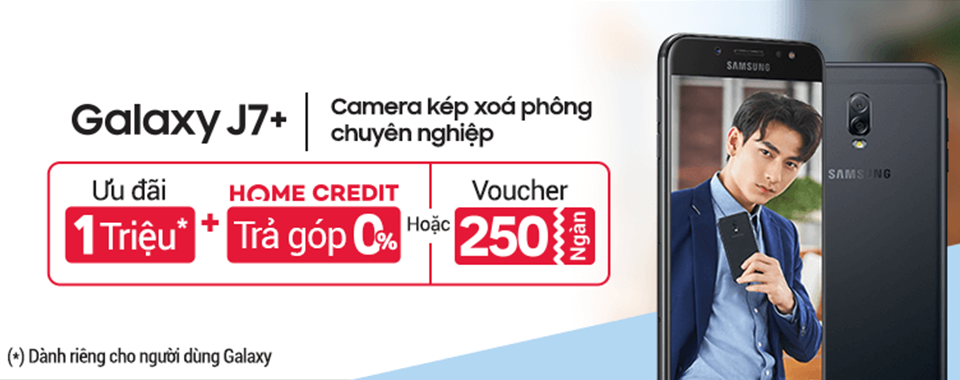 Galaxy J7+
Camera kép xoá phông
chuyên nghiệp
Ưu đãi
1 Triệu*
+
HOME CREDIT
Trả góp 0%
Hoặc
Voucher
250 Ngàn
SAMSUNG
SAMSUNG
(*) Dành riêng cho người dùng Galaxy